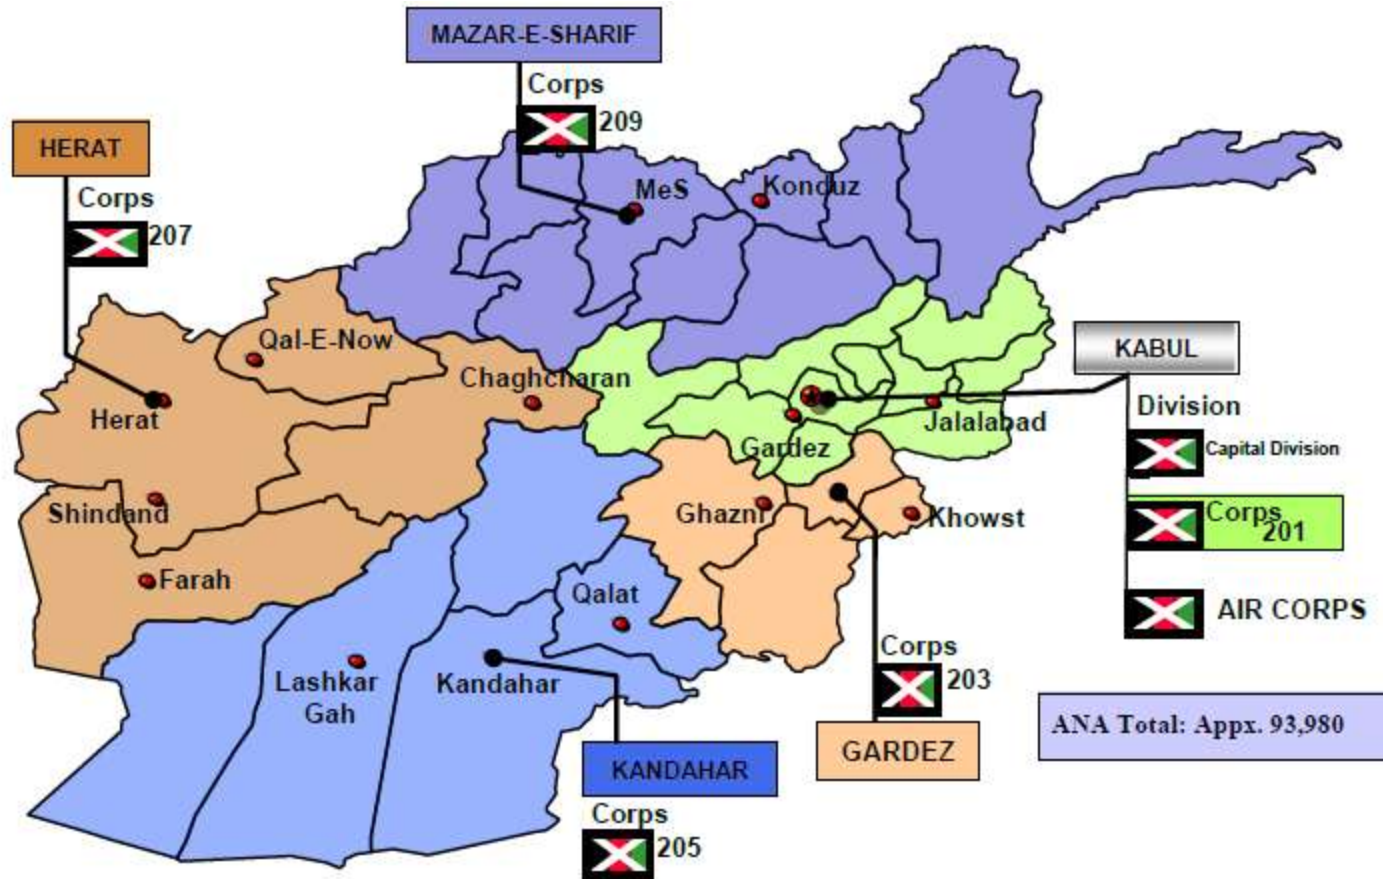 MAZAR-E-SHARIF
Corps
209
HERAT
Corps
207
MeS
Konduz
Qal-E-Now
Chaghcharan
Herat
KABUL
Division
Capital Division
Corps
201
AIR CORPS
Jalalabad
Gardez
Shindand
Ghazni
Khowst
Farah
Qalat
Lashkar
Gah
Kandahar
Corps
203
GARDEZ
ANA Total: Appx. 93,980
KANDAHAR
Corps
205